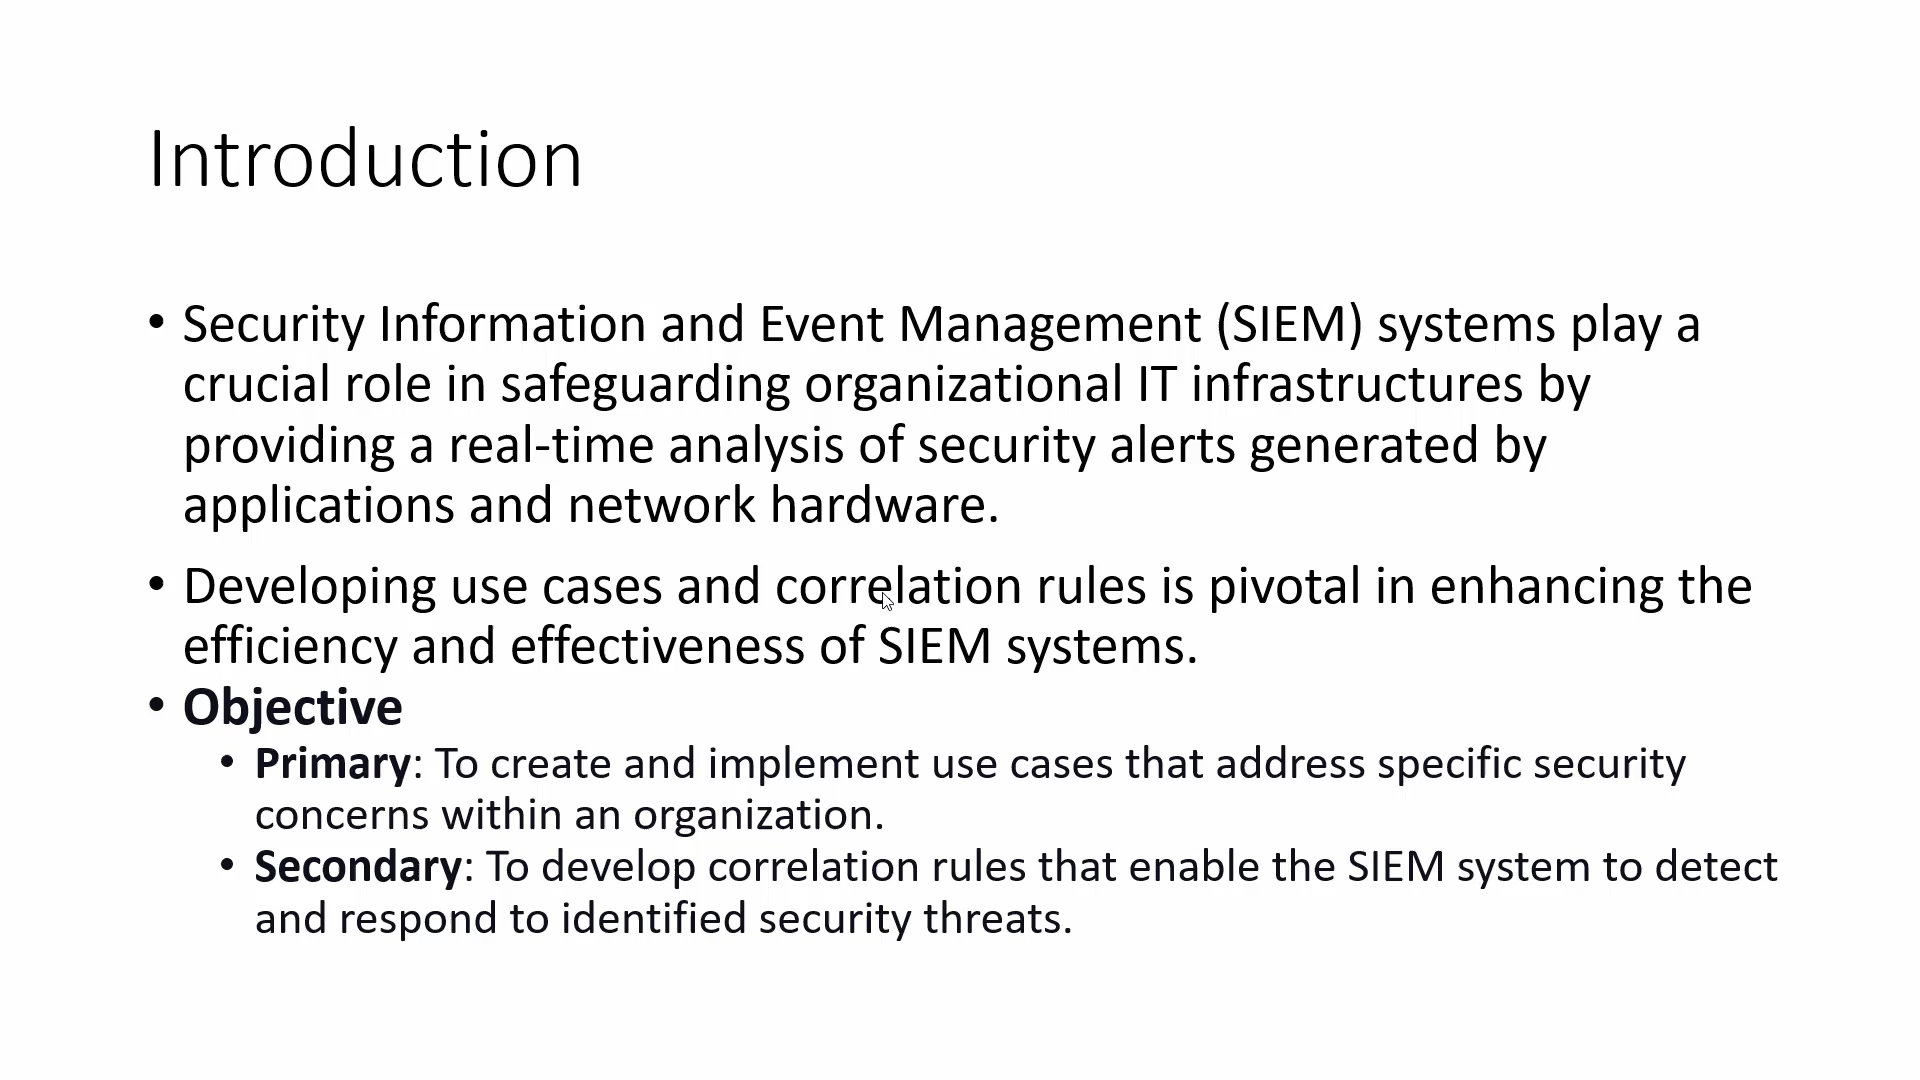 Introduction
• Security Information and Event Management (SIEM) systems play a
crucial role in safeguarding organizational IT infrastructures by
providing a real-time analysis of security alerts generated by
applications and network hardware.
• Developing use cases and correlation rules is pivotal in enhancing the
efficiency and effectiveness of SIEM systems.
• Objective
• Primary: To create and implement use cases that address specific security
concerns within an organization.
• Secondary: To develop correlation rules that enable the SIEM system to detect
and respond to identified security threats.